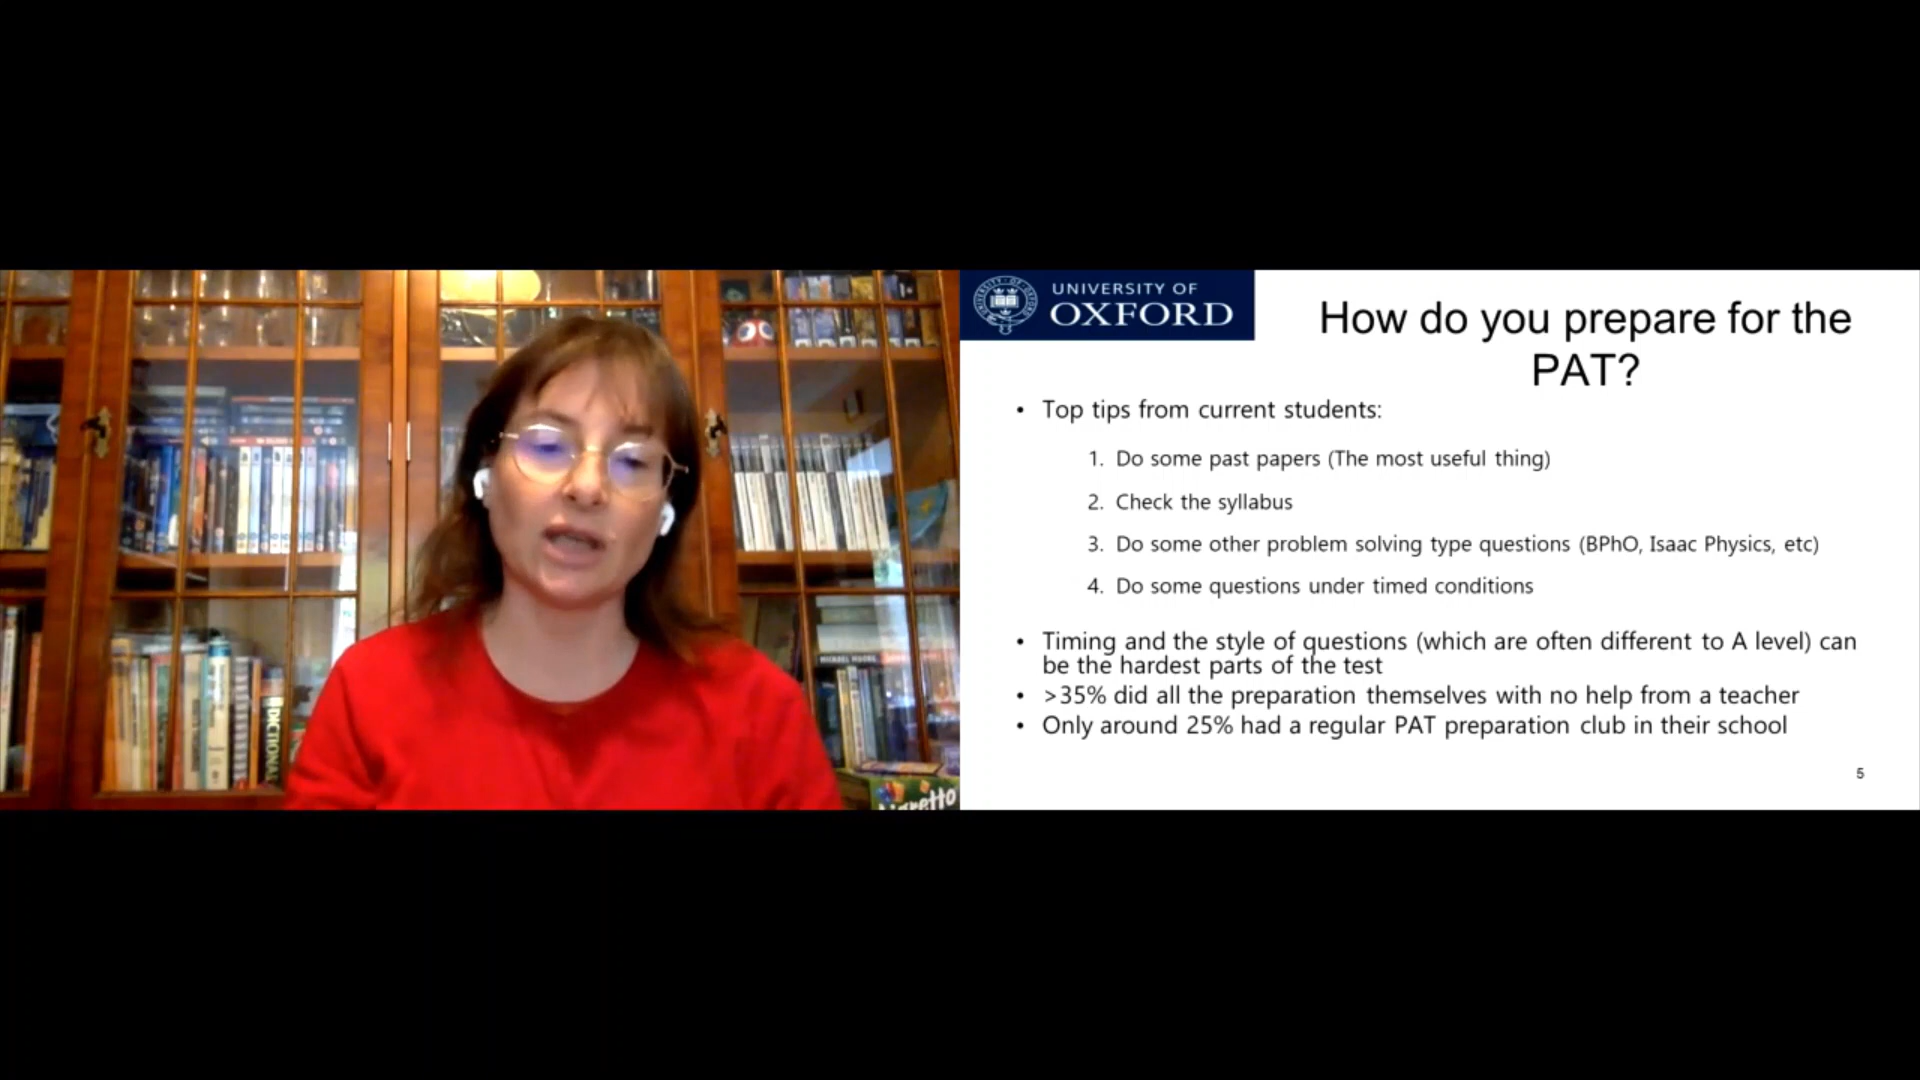 UNIVERSITY OF
OXFORD
How do you prepare for the
PAT?
• Top tips from current students:
1. Do some past papers (The most useful thing)
2. Check the syllabus
3. Do some other problem solving type questions (BPhO, Isaac Physics, etc)
4. Do some questions under timed conditions
• Timing and the style of questions (which are often different to A level) can
be the hardest parts of the test
• >35% did all the preparation themselves with no help from a teacher
• Only around 25% had a regular PAT preparation club in their school
5
MICHAEL MOORE
DICTIONAR